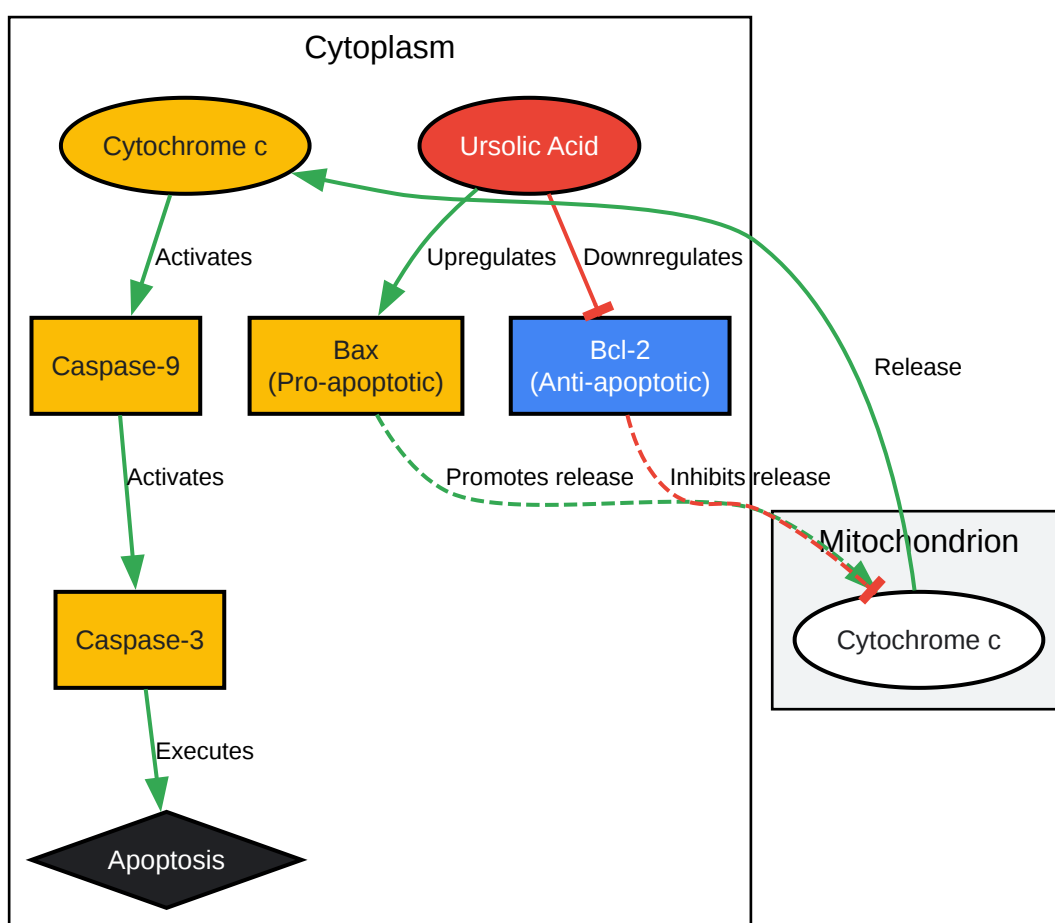 Cytoplasm
Cytochrome c
Ursolic Acid
Activates
Upregulates
Downregulates
Caspase-9
Bax
(Pro-apoptotic)
Bcl-2
(Anti-apoptotic)
Release
Activates
Promotes release
Inhibits release
Mitochondrion
Caspase-3
Cytochrome c
Executes
Apoptosis